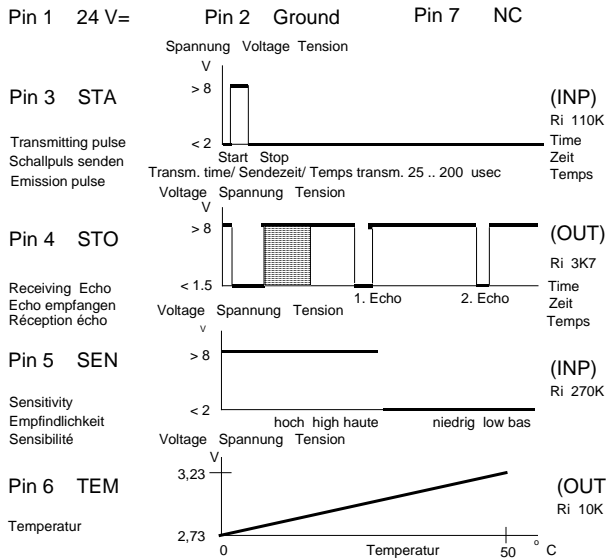 Pin 1 24 V= Pin 2 Ground Pin 7 NC
Spannung Voltage Tension
V
Pin 3 STA
> 8
(INP)
Ri 110K
Transmitting pulse
Schallpuls senden
Emission pulse
< 2
Start Stop
Time
Zeit
Temps
Transm. time/ Sendezeit/ Temps transm. 25 .. 200 usec
Voltage Spannung Tension
V
Pin 4 STO
> 8
(OUT)
Ri 3K7
Receiving Echo
Echo empfangen
Réception écho
< 1.5
1. Echo 2. Echo
Time
Zeit
Temps
Voltage Spannung Tension
v
Pin 5 SEN
> 8
(INP)
Ri 270K
Sensitivity
Empfindlichkeit
Sensibilité
< 2
hoch high haute niedrig low bas
Voltage Spannung Tension
V
Pin 6 TEM
3,23
(OUT
Ri 10K
Temperatur
2,73
0 Temperatur 50 ° C